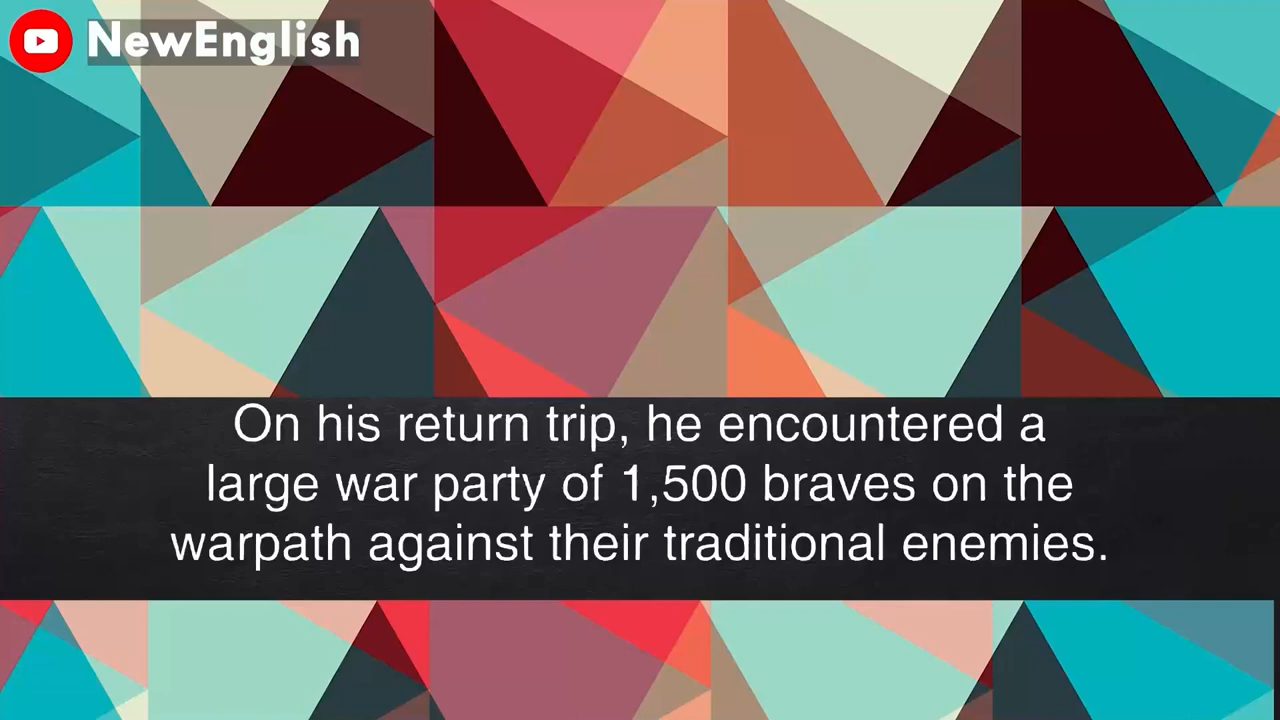 NewEnglish
On his return trip, he encountered a
large war party of 1,500 braves on the
warpath against their traditional enemies.